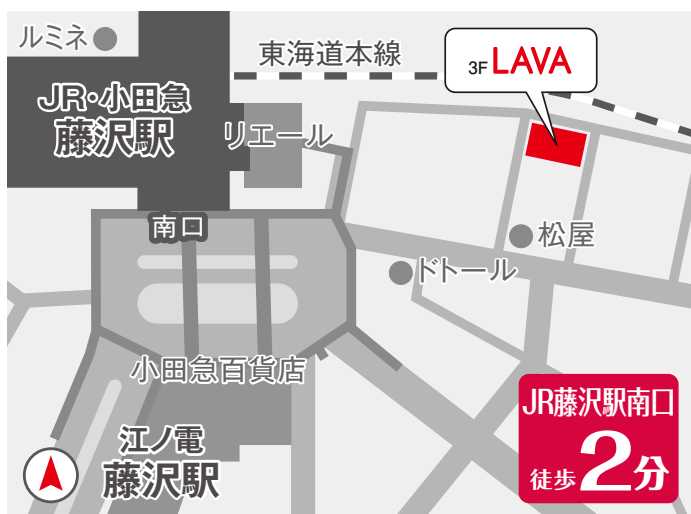 ルミネ
東海道本線
3F LAVA
JR・小田急
藤沢駅
リエール
南口
松屋
ドトール
小田急百貨店
江ノ電
藤沢駅
JR藤沢駅南口
徒歩2分